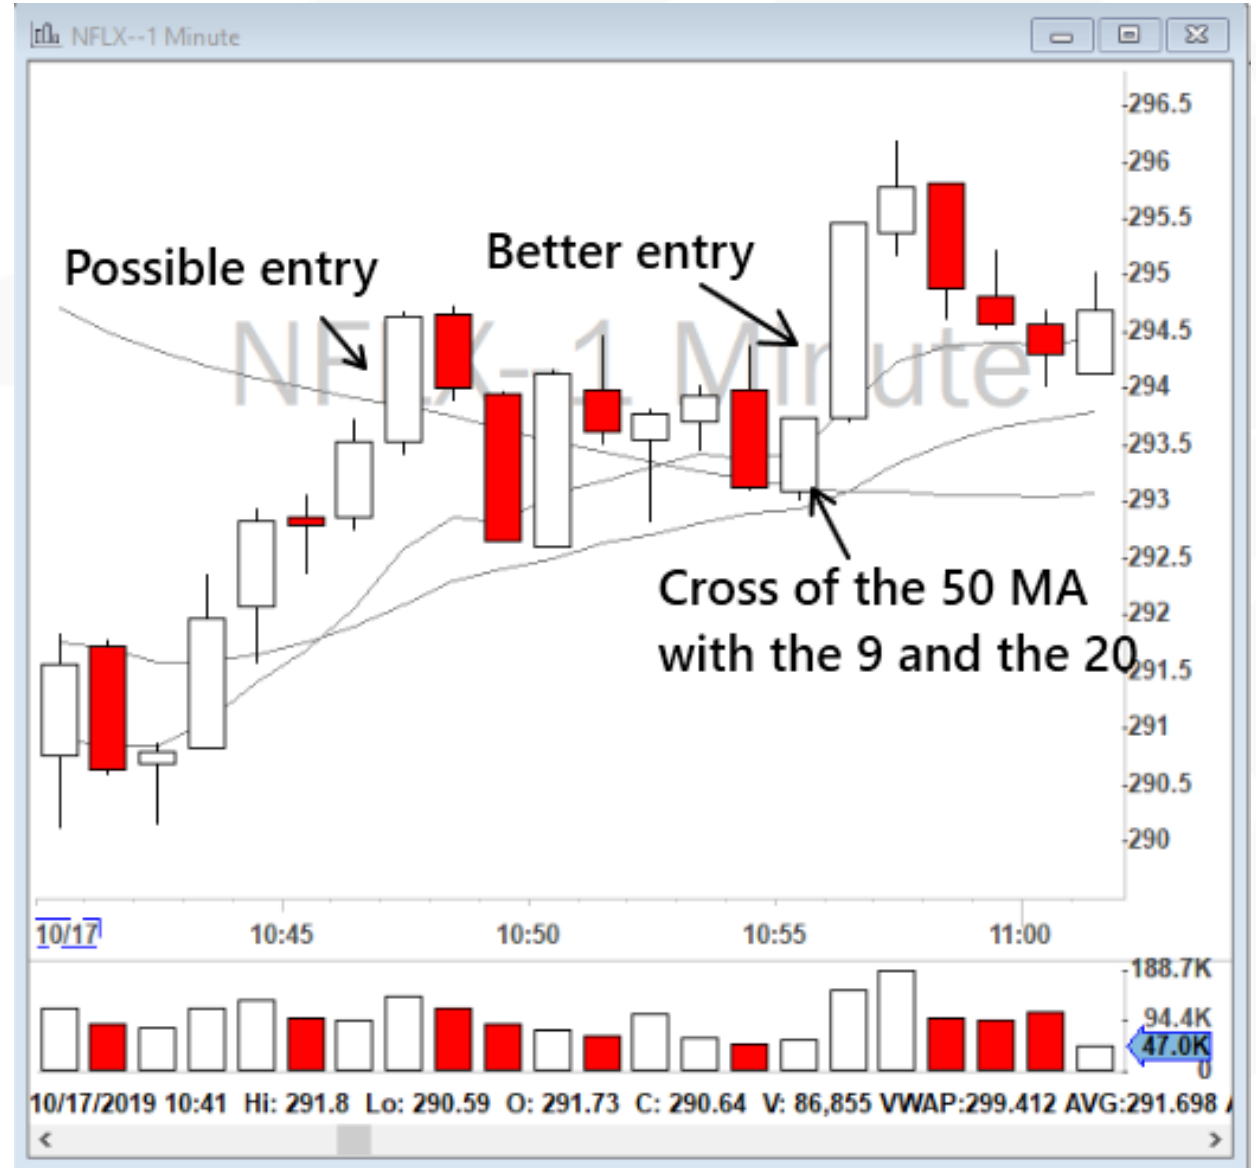 NFLX--1 Minute
-296.5
-296
-295.5
-295
-294.5
-294
-293.5
-293
-292.5
-292
-291.5
-291
-290.5
-290
Possible entry
Better entry
NFLX--1 Minute
Cross of the 50 MA
with the 9 and the 20
10/17 10:45 10:50 10:55 11:00
-188.7K
94.4K
47.0K
0
10/17/2019 10:41 Hi: 291.8 Lo: 290.59 O: 291.73 C: 290.64 V: 86,855 VWAP:299.412 AVG:291.698